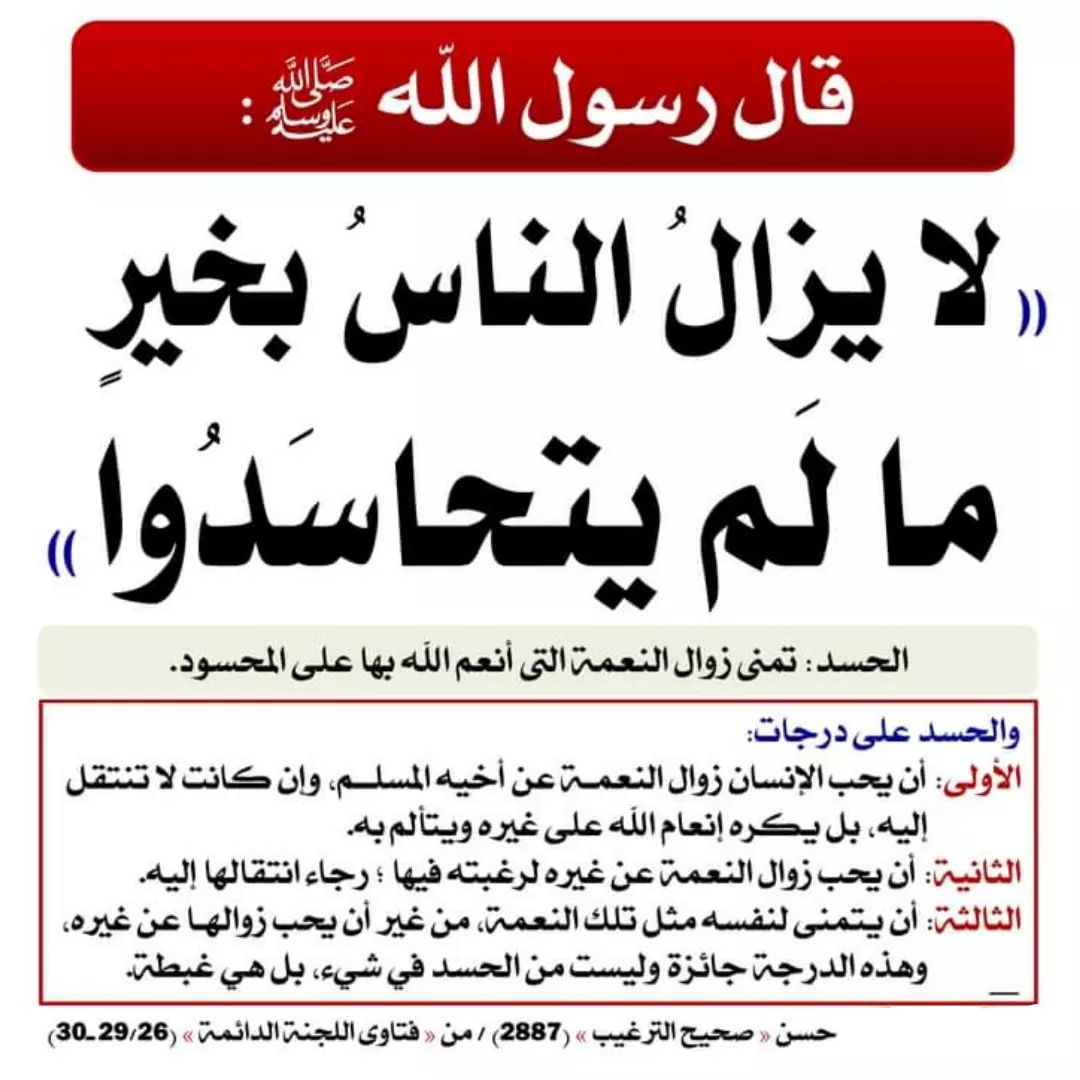 قال رسول الله ﷺ :
(( لا يزالُ الناسُ بخيرٍ
ما لَم يتحاسَدُوا ))
الحسد : تمنى زوال النعمة التى أنعم الله بها على المحسود.
والحسد على درجات:
الأولى: أن يحب الإنسان زوال النعمة عن أخيه المسلم، وإن كانت لا تنتقل
إليه، بل يكره إنعام الله على غيره ويتألم به.
الثانية: أن يحب زوال النعمة عن غيره لرغبته فيها ؛ رجاء انتقالها إليه.
الثالثة: أن يتمنى لنفسه مثل تلك النعمة، من غير أن يحب زوالها عن غيره،
وهذه الدرجة جائزة وليست من الحسد في شيء، بل هي غبطة.
حسن « صحيح الترغيب » (2887) / من « فتاوى اللجنة الدائمة » (29/26-30)